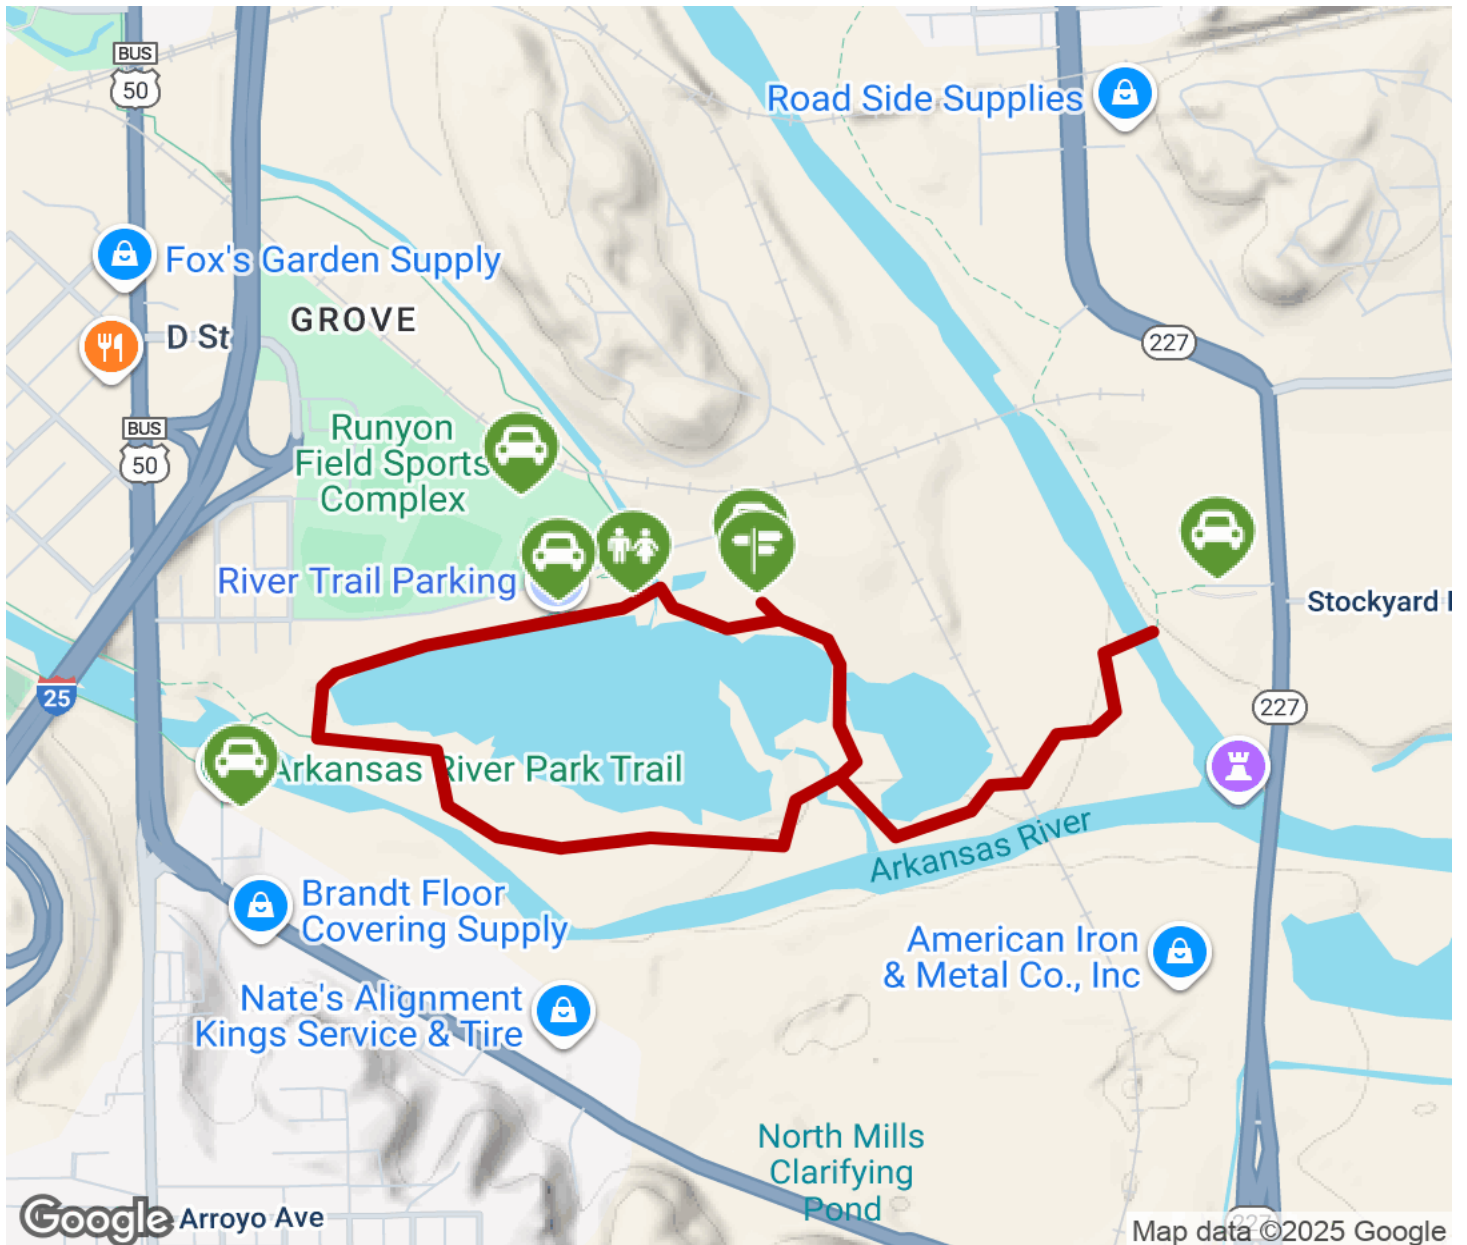 BUS
50
Road Side Supplies
Fox's Garden Supply
GROVE
D St
227
BUS
50
Runyon
Field Sports
Complex
River Trail Parking
Stockyard
25
227
Arkansas River Park Trail
Arkansas River
Brandt Floor
Covering Supply
American Iron
& Metal Co., Inc
Nate's Alignment
Kings Service & Tire
North Mills
Clarifying
Pond
Google
Arroyo Ave
227
Map data ©2025 Google